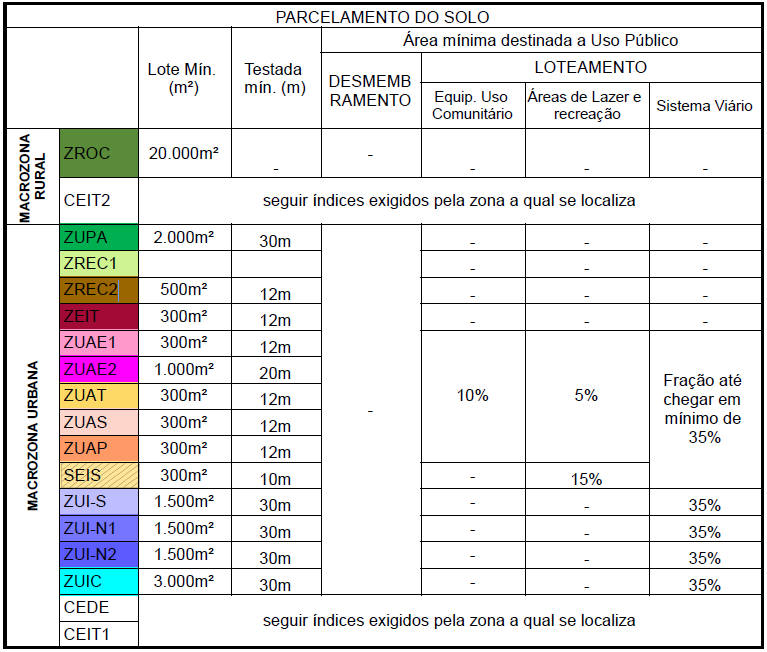 PARCELAMENTO DO SOLO
Área mínima destinada a Uso Público
Lote Mín.
(m²)
Testada
mín. (m)
DESMEMB
RAMENTO
LOTEAMENTO
Equip. Uso
Comunitário
Áreas de Lazer e
recreação
Sistema Viário
MACROZONA
RURAL
ZROC 20.000m² - - - - -
CEIT2 seguir índices exigidos pela zona a qual se localiza
MACROZONA URBANA
ZUPA 2.000m² 30m - - -
ZREC1 - - -
ZREC2 500m² 12m - - -
ZEIT 300m² 12m - - -
ZUAE1 300m² 12m
ZUAE2 1.000m² 20m
ZUAT 300m² 12m
ZUAS 300m² 12m
ZUAP 300m² 12m
-
10%
5%
Fração até
chegar em
mínimo de
35%
SEIS 300m² 10m - 15%
ZUI-S 1.500m² 30m - - 35%
ZUI-N1 1.500m² 30m - - 35%
ZUI-N2 1.500m² 30m - - 35%
ZUIC 3.000m² 30m - - 35%
CEDE
CEIT1
seguir índices exigidos pela zona a qual se localiza